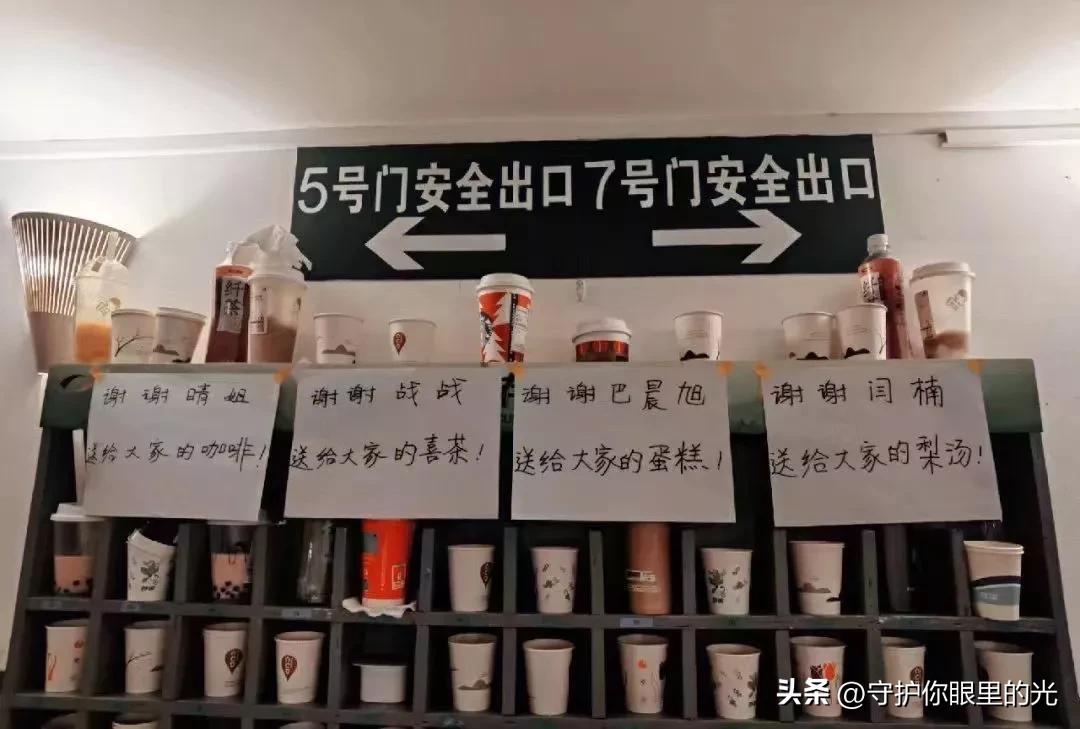 5号门安全出口 7号门安全出口
纤茶
谢谢晴姐
送给大家的咖啡!
谢谢战战
送给大家的喜茶!
谢谢巴晨旭
送给大家的蛋糕!
谢谢闫楠
送给大家的梨汤!
头条 @守护你眼里的光